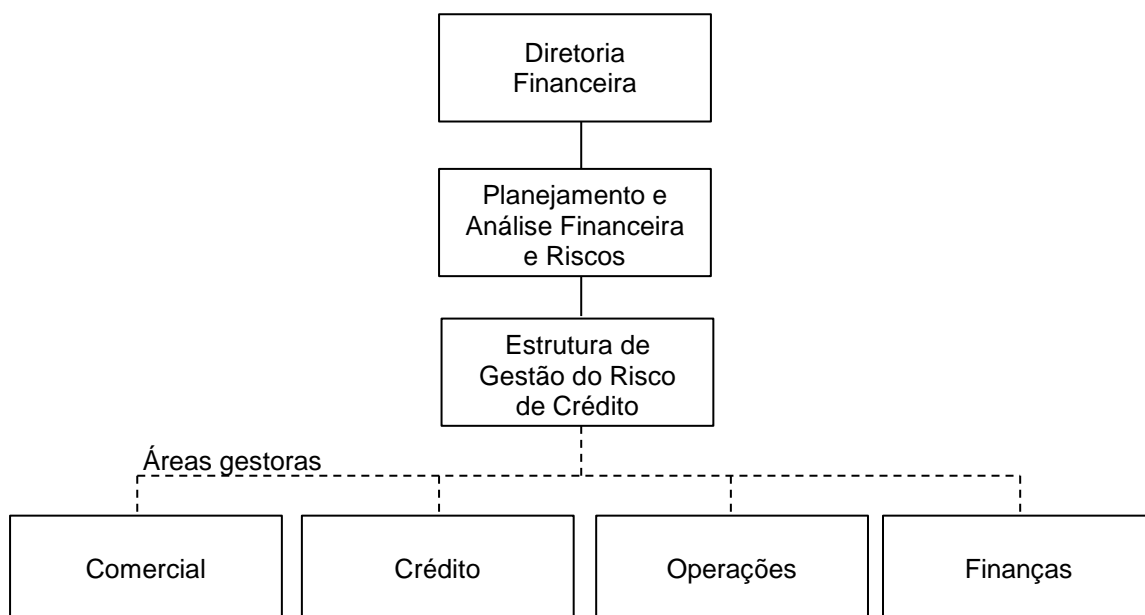 Diretoria
Financeira
Planejamento e
Análise Financeira
e Riscos
Estrutura de
Gestão do Risco
de Crédito
Áreas gestoras
Comercial
Crédito
Operações
Finanças